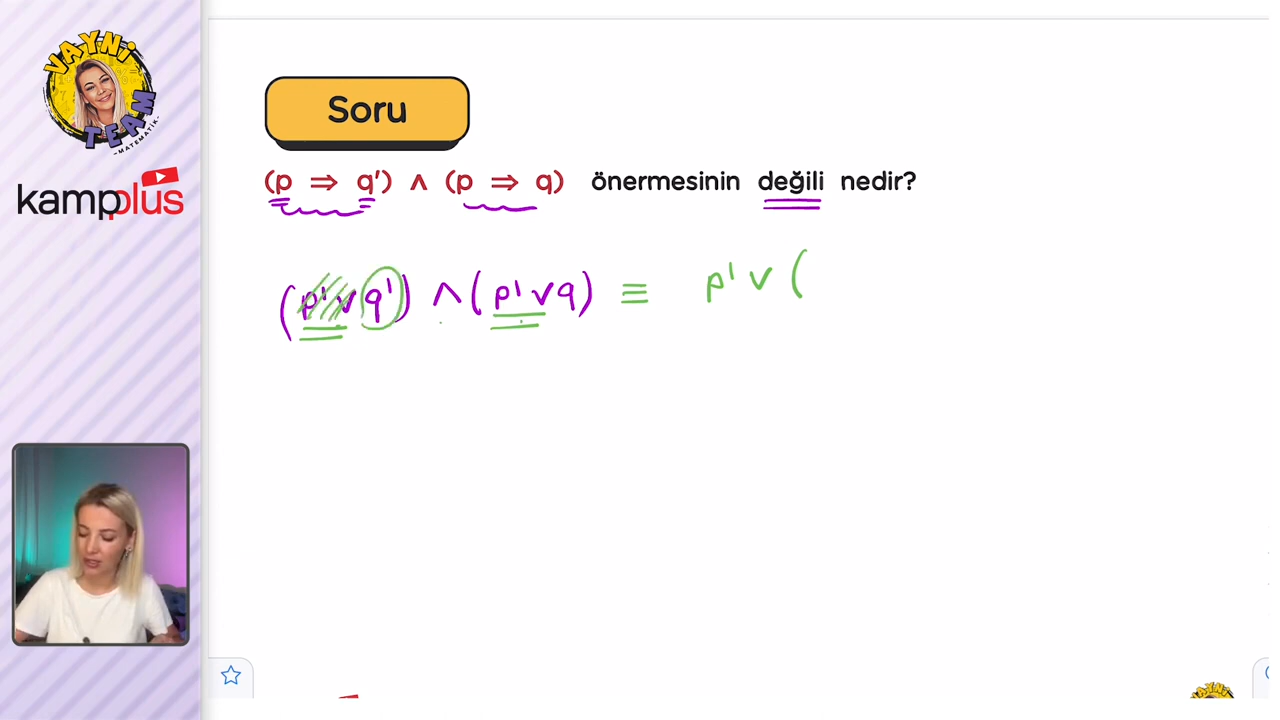 VAYNİ
TEAM
-MATEMATİK-
kampplus
Soru
(p ⇒ q') ∧ (p ⇒ q) önermesinin değili nedir?
(p' ∨ q') ∧ (p' ∨ q) ≡ p' ∨ (